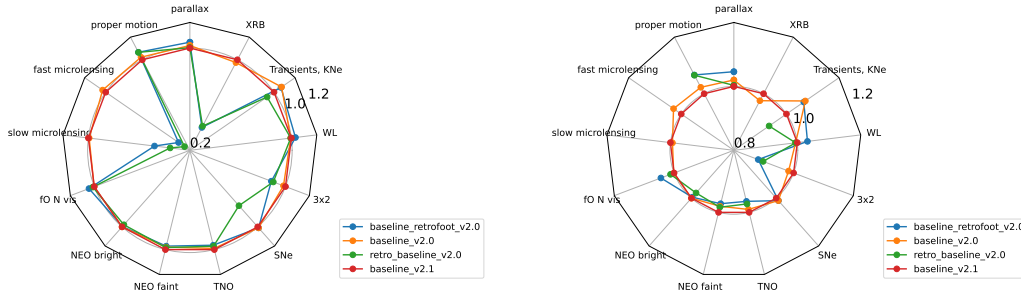 parallax
proper motion
XRB
fast microlensing
Transients, KNe
1.2
1.0
slow microlensing
WL
0.2
fO N vis
3x2
NEO bright
SNe
NEO faint
TNO
baseline_retrofoot_v2.0
baseline_v2.0
retro_baseline_v2.0
baseline_v2.1
parallax
proper motion
XRB
fast microlensing
Transients, KNe
1.2
1.0
slow microlensing
WL
0.8
fO N vis
3x2
NEO bright
SNe
NEO faint
TNO
baseline_retrofoot_v2.0
baseline_v2.0
retro_baseline_v2.0
baseline_v2.1